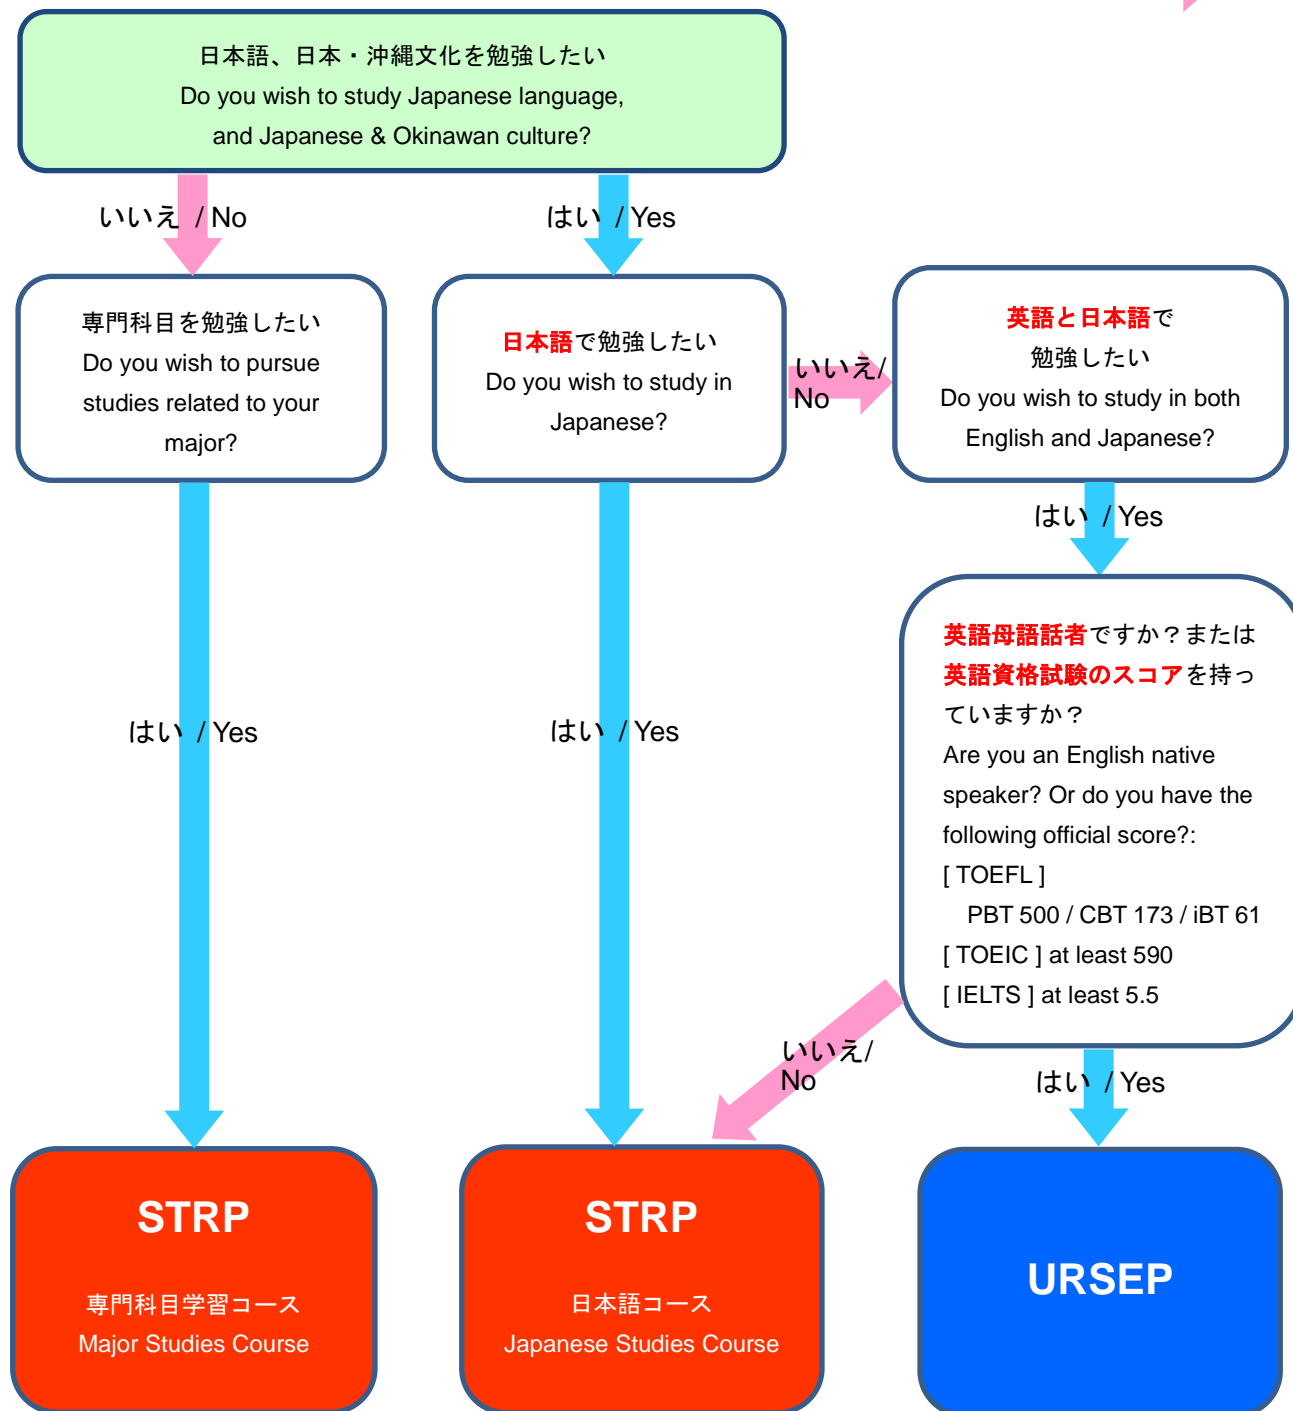 日本語、日本・沖縄文化を勉強したい
Do you wish to study Japanese language,
and Japanese & Okinawan culture?
いいえ / No
はい / Yes
専門科目を勉強したい
Do you wish to pursue
studies related to your
major?
日本語で勉強したい
Do you wish to study in
Japanese?
いいえ/
No
英語と日本語で
勉強したい
Do you wish to study in both
English and Japanese?
はい / Yes
英語母語話者ですか？または
英語資格試験のスコアを持っ
ていますか？
Are you an English native
speaker? Or do you have the
following official score?:
[ TOEFL ]
PBT 500 / CBT 173 / iBT 61
[ TOEIC ] at least 590
[ IELTS ] at least 5.5
はい / Yes
はい / Yes
いいえ/
No
はい / Yes
STRP
専門科目学習コース
Major Studies Course
STRP
日本語コース
Japanese Studies Course
URSEP